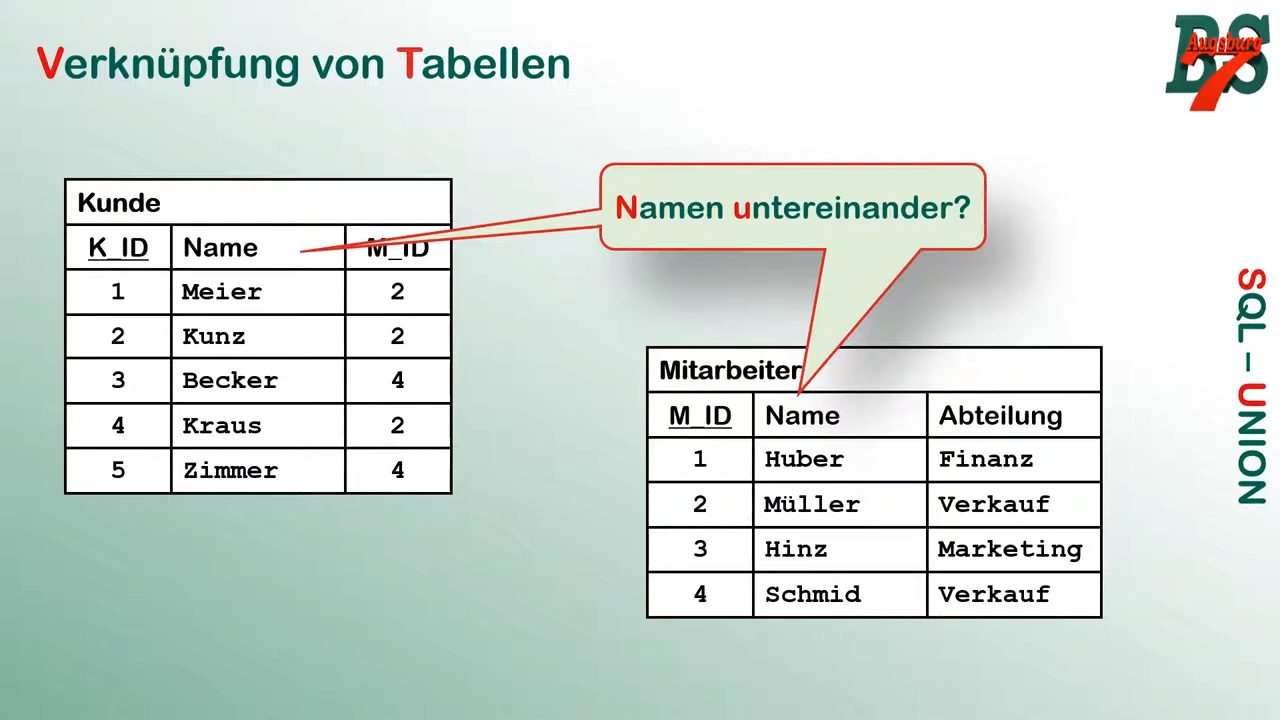 Verknüpfung von Tabellen
BS
Augsburg
7
Namen untereinander?
Kunde
K_ID Name M_ID
1 Meier 2
2 Kunz 2
3 Becker 4
4 Kraus 2
5 Zimmer 4
Mitarbeiter
M_ID Name Abteilung
1 Huber Finanz
2 Müller Verkauf
3 Hinz Marketing
4 Schmid Verkauf
SQL – UNION